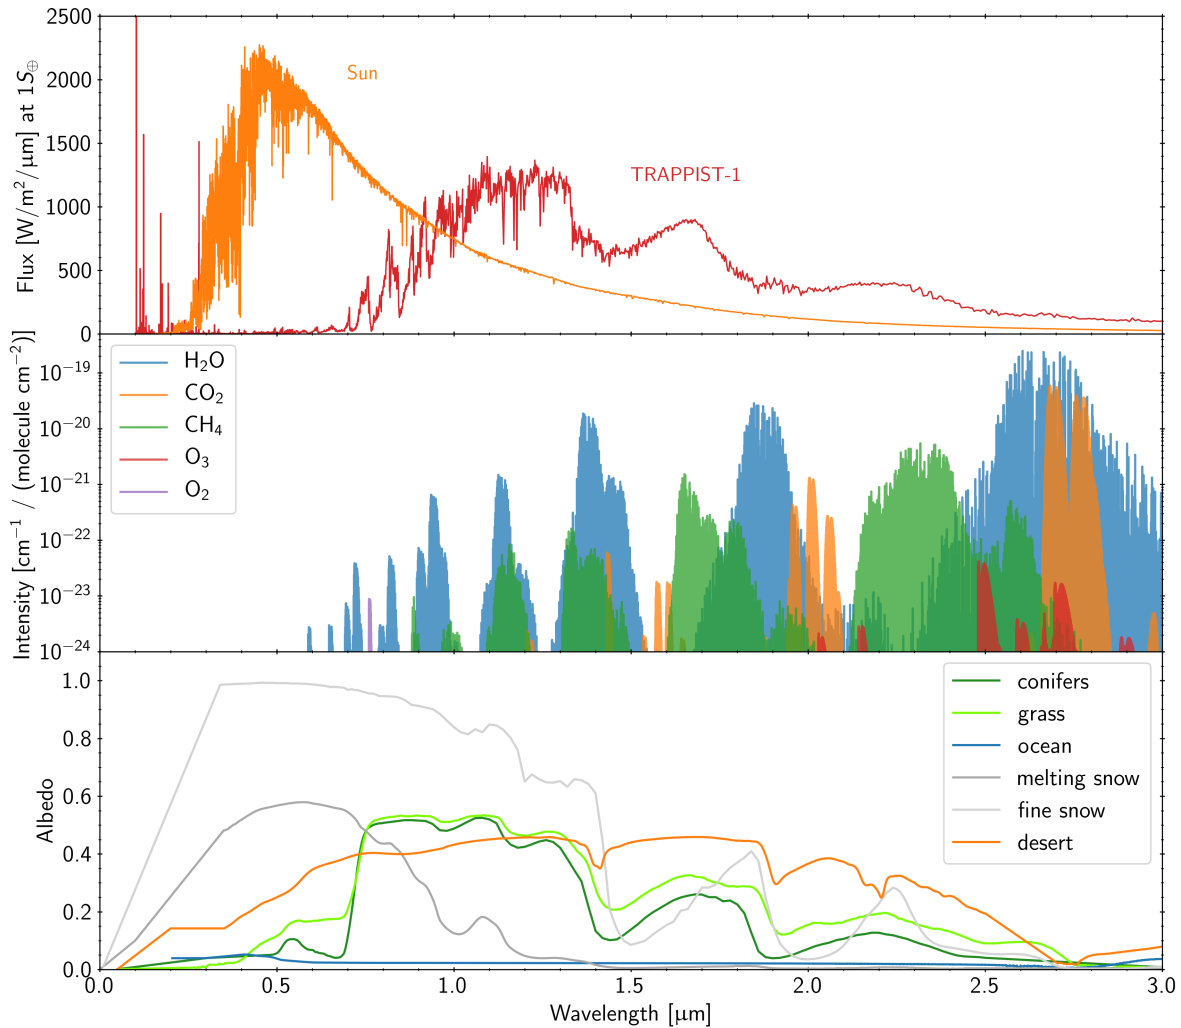 2500
2000
1500
1000
500
0
Flux [W/m²/μm] at 1S⊕
Sun
TRAPPIST-1
10⁻¹⁹
10⁻²⁰
10⁻²¹
10⁻²²
10⁻²³
10⁻²⁴
Intensity [cm⁻¹ / (molecule cm⁻²)]
H₂O
CO₂
CH₄
O₃
O₂
1.0
0.8
0.6
0.4
0.2
0.0
Albedo
conifers
grass
ocean
melting snow
fine snow
desert
0.0 0.5 1.0 1.5 2.0 2.5 3.0
Wavelength [μm]